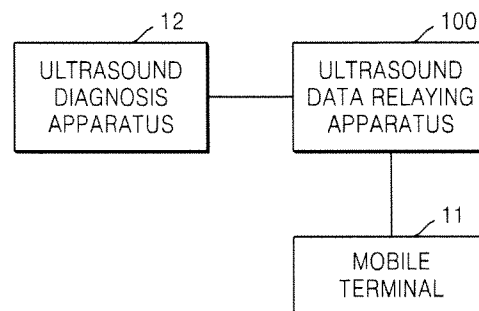 12
ULTRASOUND
DIAGNOSIS
APPARATUS
100
ULTRASOUND
DATA RELAYING
APPARATUS
11
MOBILE
TERMINAL